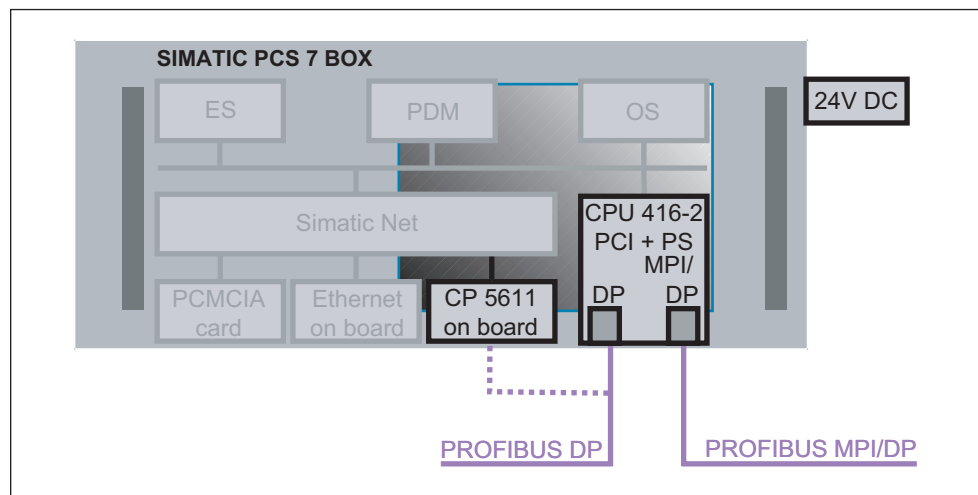 SIMATIC PCS 7 BOX
ES
PDM
OS
24V DC
Simatic Net
CPU 416-2
PCI + PS
MPI/
DP
DP
PCMCIA
card
Ethernet
on board
CP 5611
on board
PROFIBUS DP
PROFIBUS MPI/DP